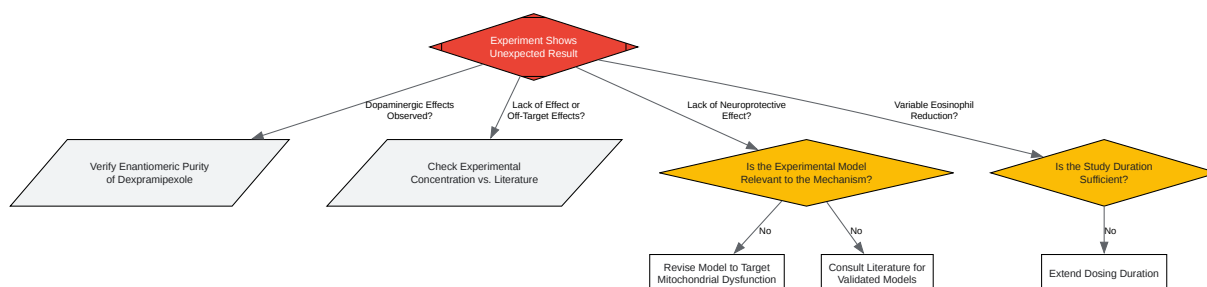 Experiment Shows
Unexpected Result
Dopaminergic Effects
Observed?
Lack of Effect or
Off-Target Effects?
Lack of Neuroprotective
Effect?
Variable Eosinophil
Reduction?
Verify Enantiomeric Purity
of Dexpramipexole
Check Experimental
Concentration vs. Literature
Is the Experimental Model
Relevant to the Mechanism?
Is the Study Duration
Sufficient?
No
No
No
Revise Model to Target
Mitochondrial Dysfunction
Consult Literature for
Validated Models
Extend Dosing Duration